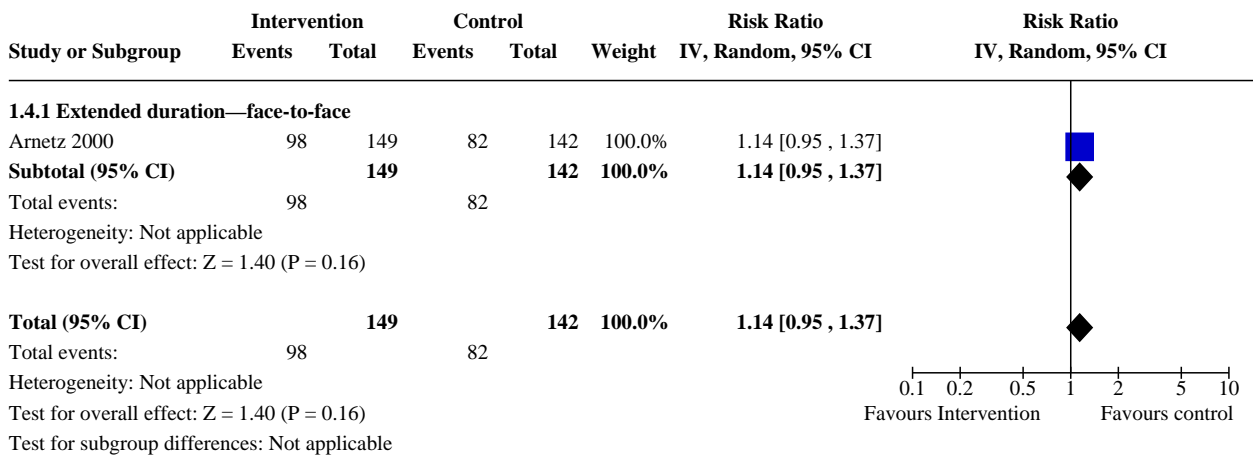 Intervention Control Risk Ratio Risk Ratio
Study or Subgroup Events Total Events Total Weight IV, Random, 95% CI IV, Random, 95% CI
1.4.1 Extended duration—face-to-face
Arnetz 2000 98 149 82 142 100.0% 1.14 [0.95 , 1.37]
Subtotal (95% CI) 149 142 100.0% 1.14 [0.95 , 1.37]
Total events: 98 82
Heterogeneity: Not applicable
Test for overall effect: Z = 1.40 (P = 0.16)
Total (95% CI) 149 142 100.0% 1.14 [0.95 , 1.37]
Total events: 98 82
Heterogeneity: Not applicable
0.1 0.2 0.5 1 2 5 10
Test for overall effect: Z = 1.40 (P = 0.16) Favours Intervention Favours control
Test for subgroup differences: Not applicable